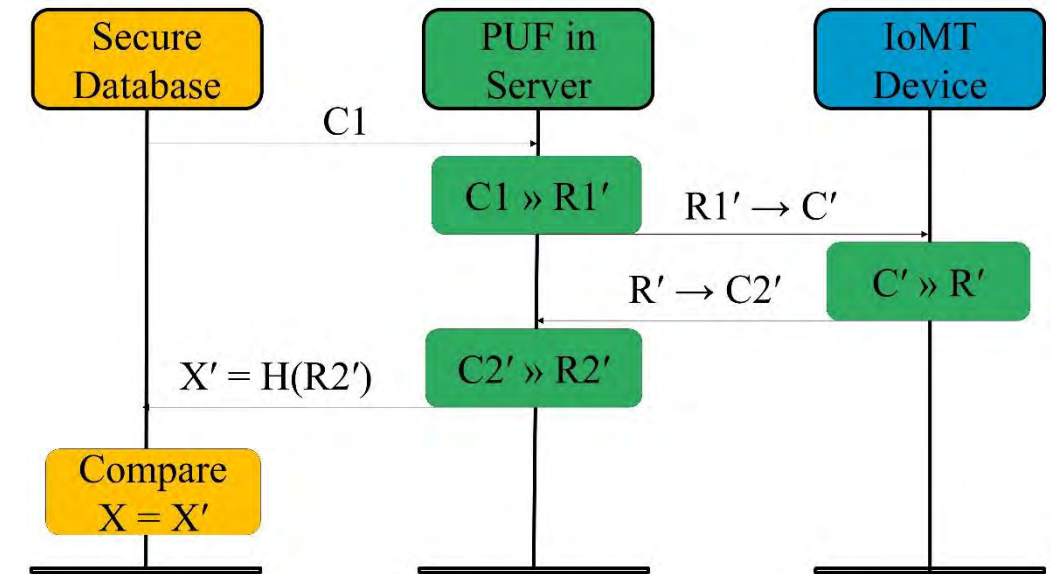 Secure
Database
PUF in
Server
IoMT
Device
C1
C1 » R1′
R1′ → C′
C′ » R′
R′ → C2′
C2′ » R2′
X′ = H(R2′)
Compare
X = X′